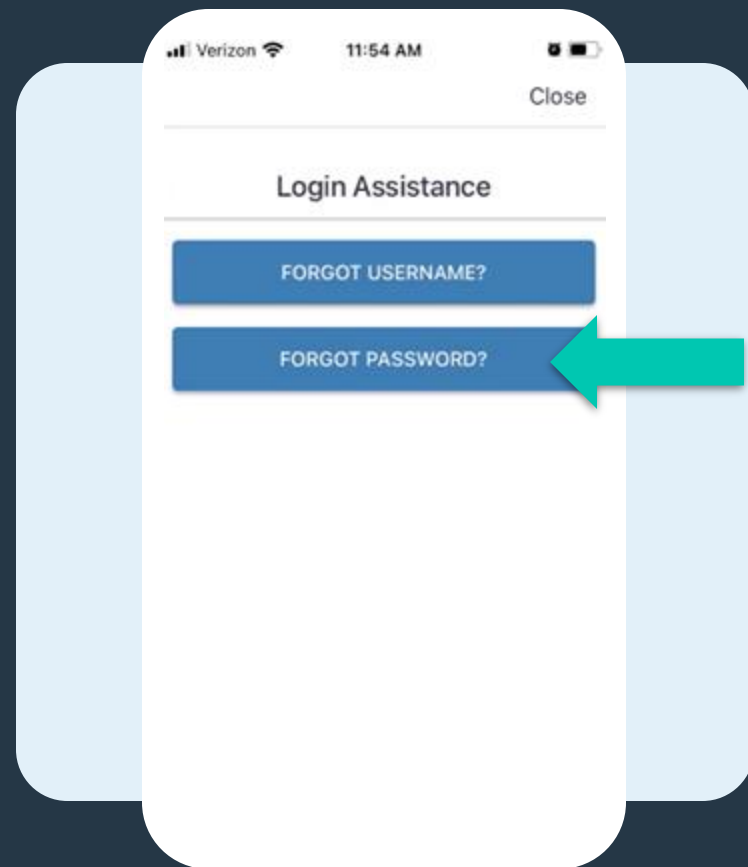 Verizon 11:54 AM
Close
Login Assistance
FORGOT USERNAME?
FORGOT PASSWORD?